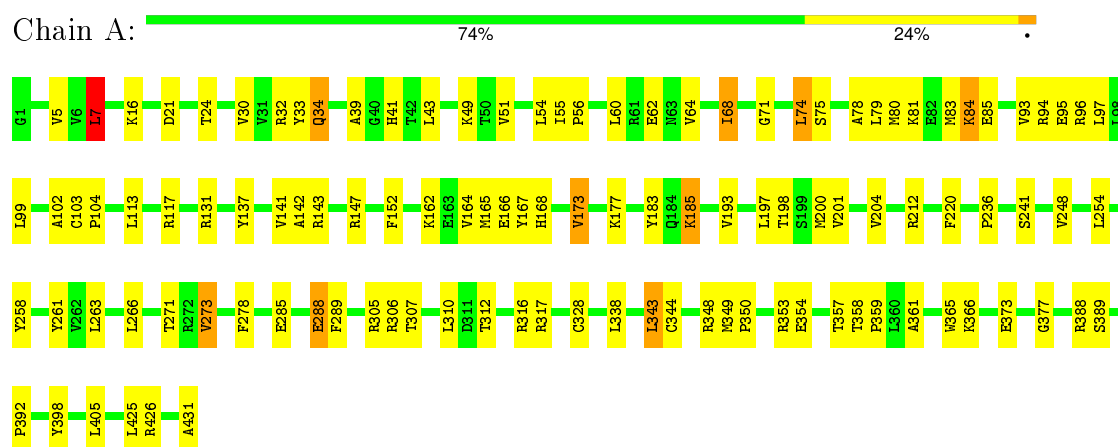 Chain A:
74% 24% •
G1 V5 V6 L7 K16 D21 T24 V30 V31 R32 Y33 Q34 A39 G40 H41 T42 L43 K49 T50 V51 L54 I55 P56 L60 R61 E62 N63 V64 I68 G71 L74 S75 A78 L79 M80 K81 E82 M83 K84 E85 V93 R94 E95 R96 L97 L98
L99 A102 C103 P104 L113 R117 R131 Y137 V141 A142 R143 R147 F152 K162 E163 V164 M165 E166 Y167 H168 V173 K177 Y183 Q184 K185 V193 L197 T198 S199 M200 V201 V204 R212 F220 P236 S241 V248 L254
Y258 Y261 V262 L263 L266 T271 R272 V273 F278 E285 E288 F289 R305 R306 T307 L310 D311 T312 R316 R317 C328 L338 L343 C344 R348 M349 P350 R353 E354 T357 T358 P359 L360 A361 W365 K366 E373 G377 R388 S389
P392 Y398 L405 L425 R426 A431